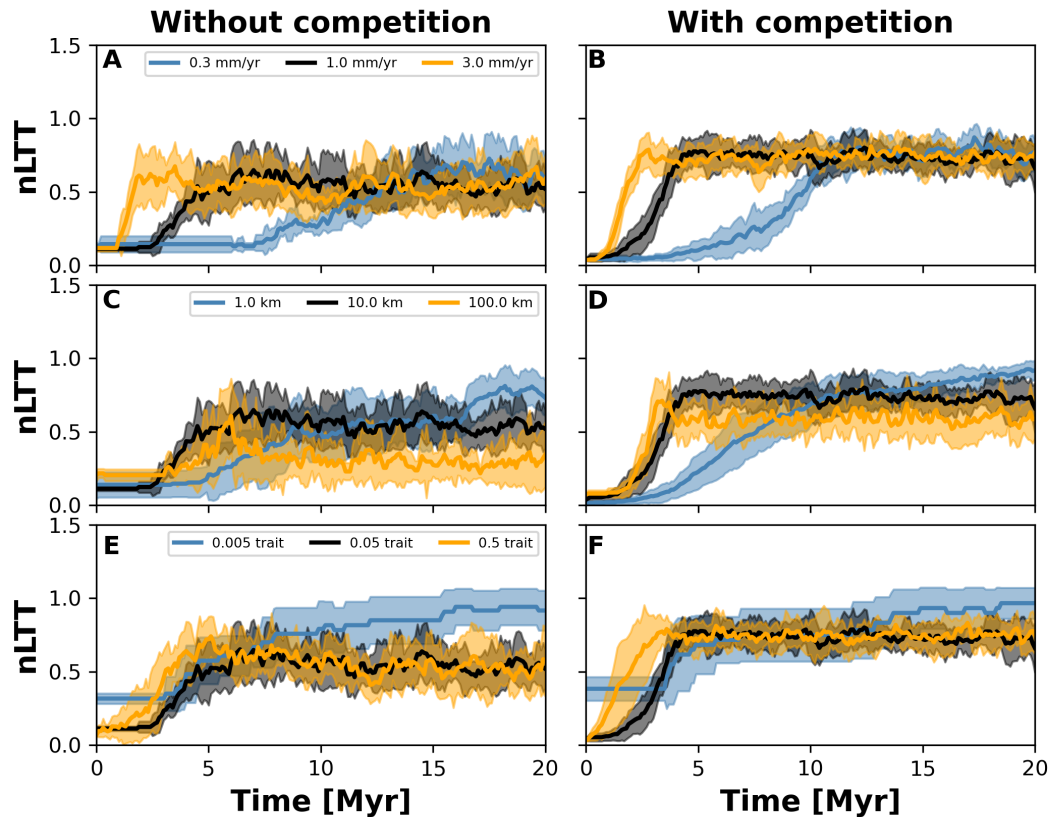 Without competition
With competition
A
0.3 mm/yr 1.0 mm/yr 3.0 mm/yr
B
1.5
1.0
0.5
0.0
nLTT
C
1.0 km 10.0 km 100.0 km
D
1.5
1.0
0.5
0.0
nLTT
E
0.005 trait 0.05 trait 0.5 trait
F
1.5
1.0
0.5
0.0
nLTT
0 5 10 15 20
0 5 10 15 20
Time [Myr]
Time [Myr]